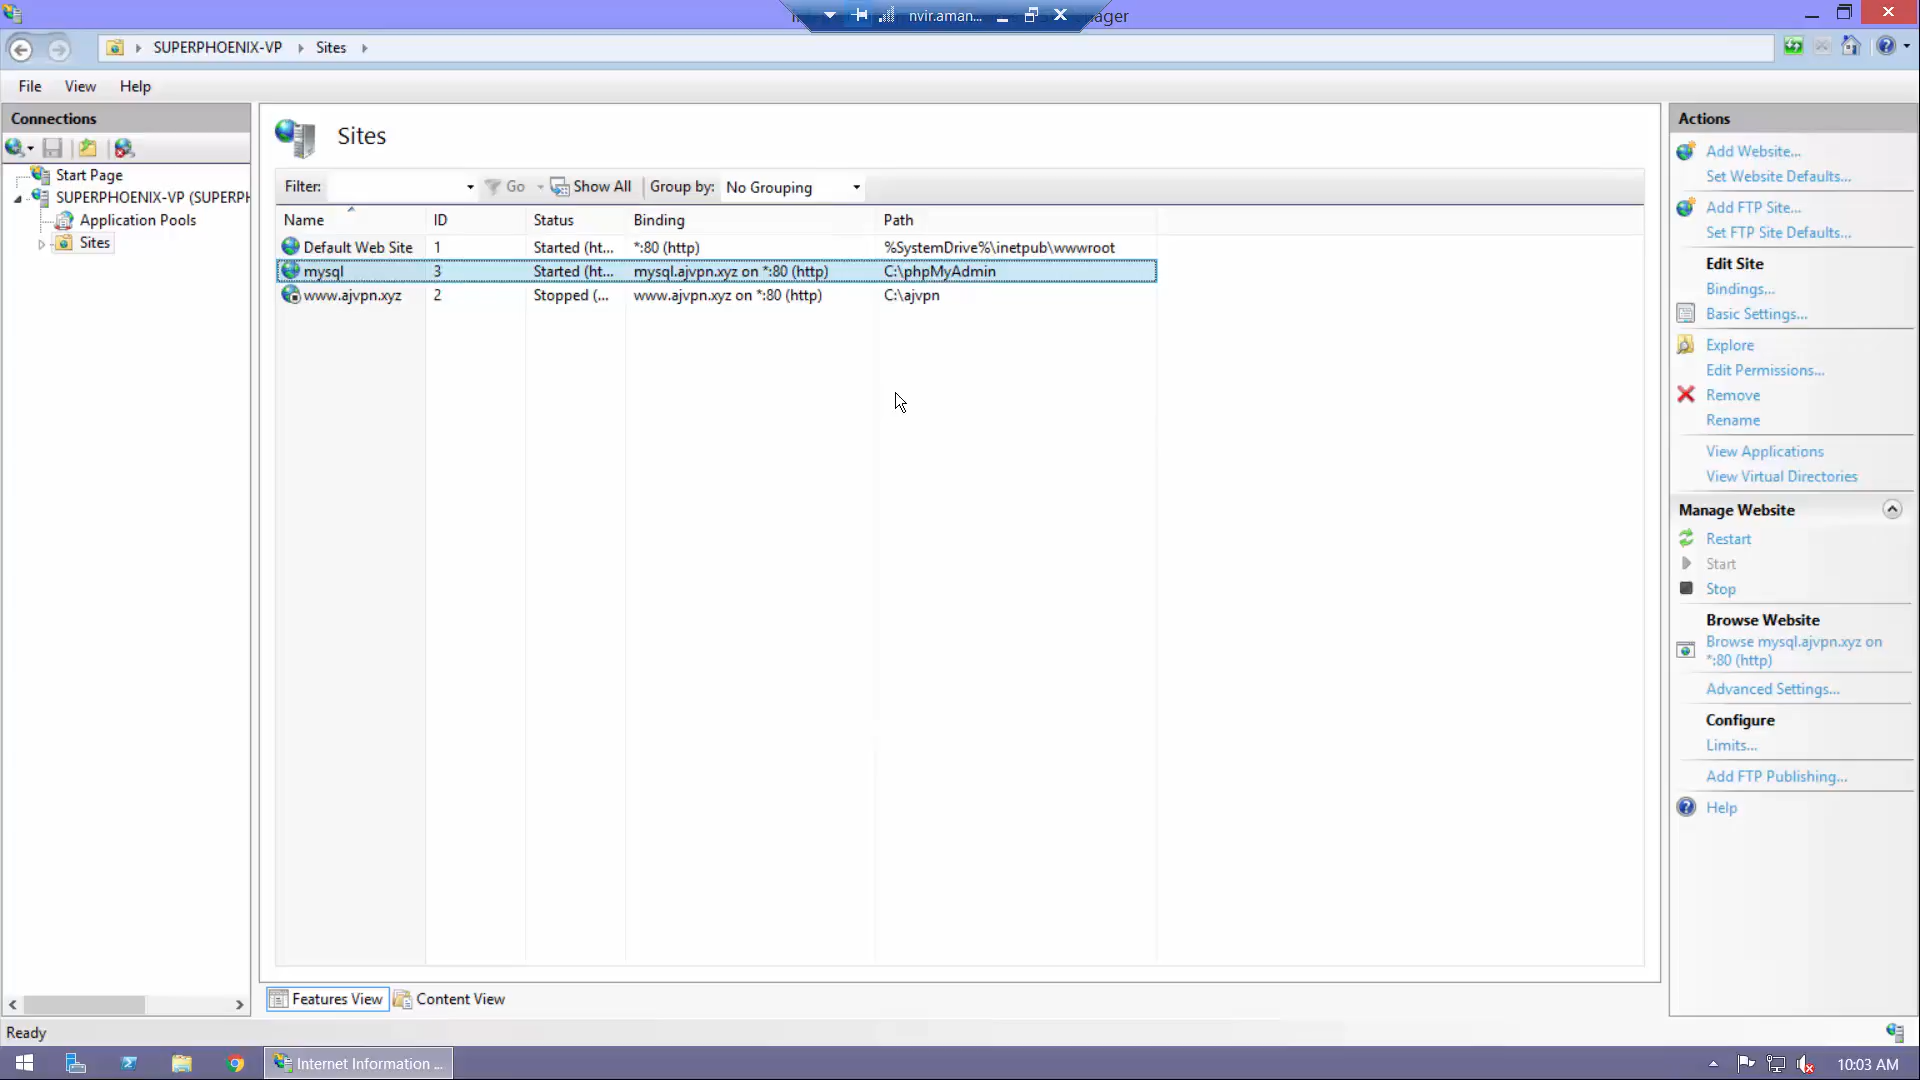 nvir.aman...
ager
SUPERPHOENIX-VP
Sites
File
View
Help
Connections
Start Page
SUPERPHOENIX-VP (SUPERPH
Application Pools
Sites
Sites
Filter:
Go
Show All
Group by:
No Grouping
Name
ID
Status
Binding
Path
Default Web Site
1
Started (ht...
*:80 (http)
%SystemDrive%\inetpub\wwwroot
mysql
3
Started (ht...
mysql.ajvpn.xyz on *:80 (http)
C:\phpMyAdmin
www.ajvpn.xyz
2
Stopped (...
www.ajvpn.xyz on *:80 (http)
C:\ajvpn
Actions
Add Website...
Set Website Defaults...
Add FTP Site...
Set FTP Site Defaults...
Edit Site
Bindings...
Basic Settings...
Explore
Edit Permissions...
Remove
Rename
View Applications
View Virtual Directories
Manage Website
Restart
Start
Stop
Browse Website
Browse mysql.ajvpn.xyz on
*:80 (http)
Advanced Settings...
Configure
Limits...
Add FTP Publishing...
Help
Features View
Content View
Ready
Internet Information ...
10:03 AM